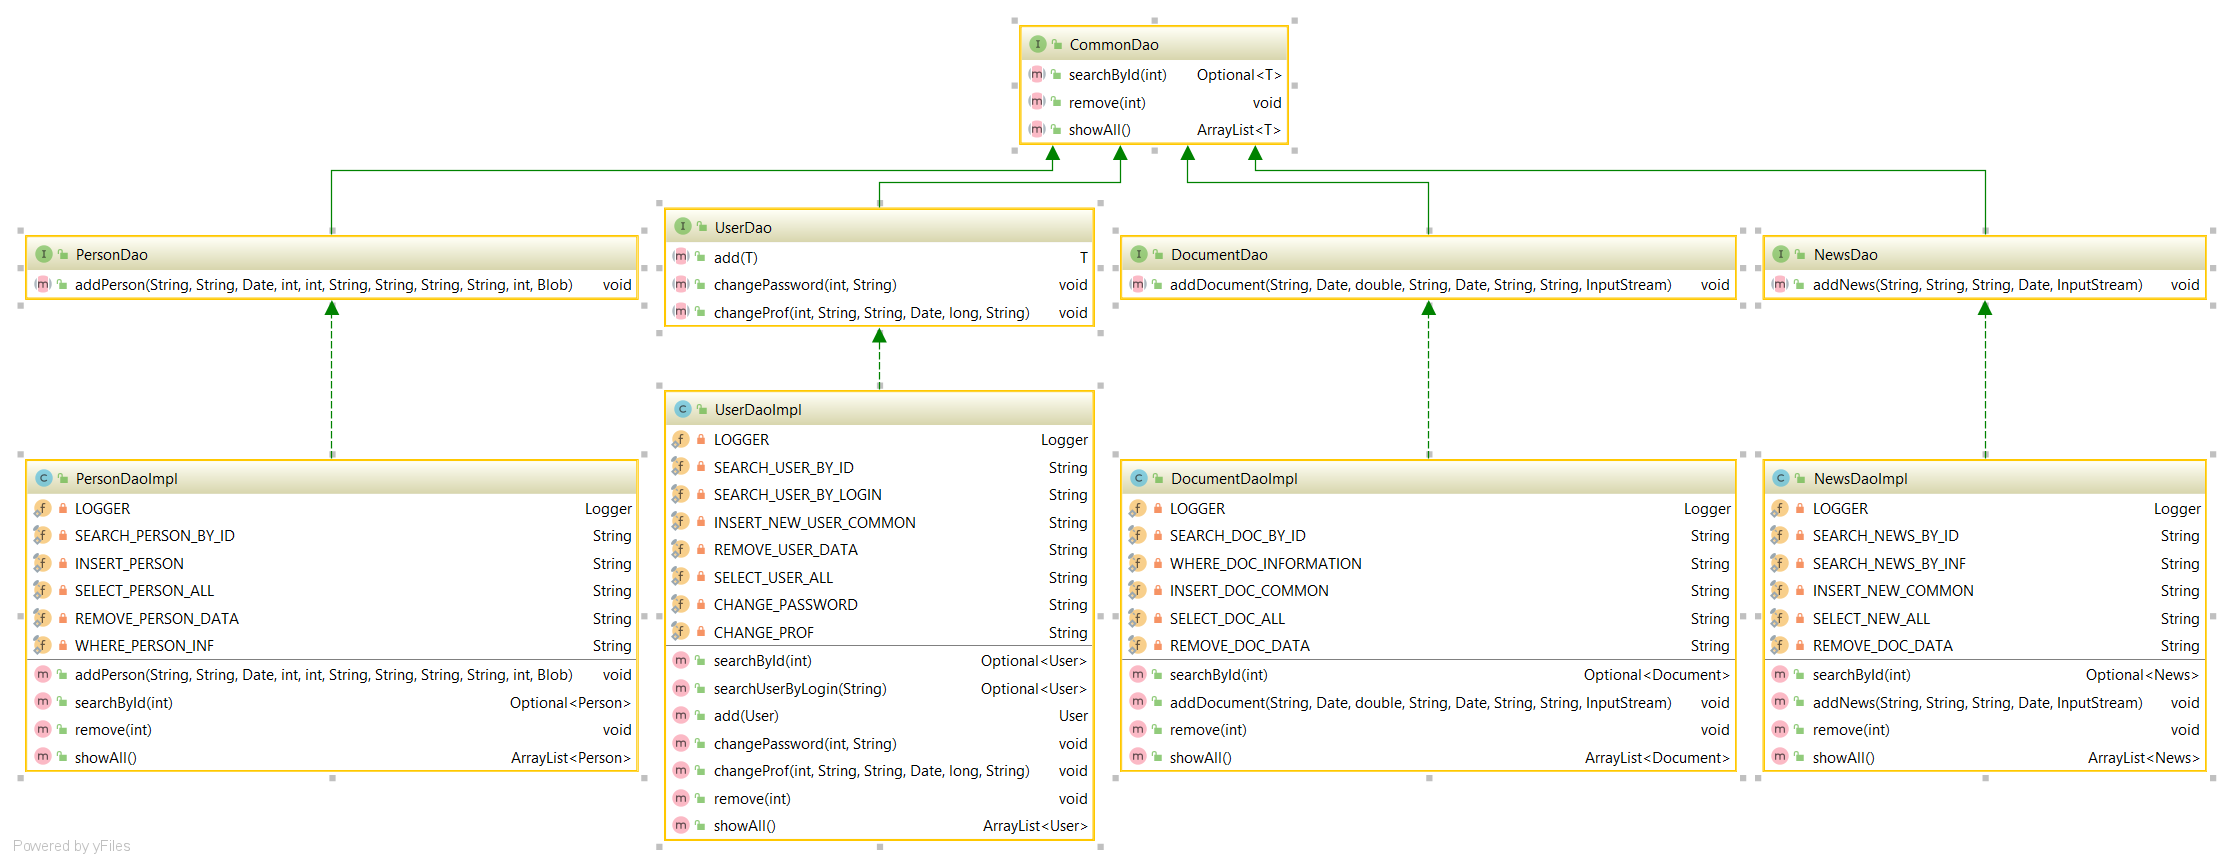 CommonDao
searchById(int) Optional<T>
remove(int) void
showAll() ArrayList<T>
PersonDao
addPerson(String, String, Date, int, int, String, String, String, String, int, Blob) void
UserDao
add(T) T
changePassword(int, String) void
changeProf(int, String, String, Date, long, String) void
DocumentDao
addDocument(String, Date, double, String, Date, String, String, InputStream) void
NewsDao
addNews(String, String, String, Date, InputStream) void
PersonDaoImpl
LOGGER Logger
SEARCH_PERSON_BY_ID String
INSERT_PERSON String
SELECT_PERSON_ALL String
REMOVE_PERSON_DATA String
WHERE_PERSON_INF String
addPerson(String, String, Date, int, int, String, String, String, String, int, Blob) void
searchById(int) Optional<Person>
remove(int) void
showAll() ArrayList<Person>
UserDaoImpl
LOGGER Logger
SEARCH_USER_BY_ID String
SEARCH_USER_BY_LOGIN String
INSERT_NEW_USER_COMMON String
REMOVE_USER_DATA String
SELECT_USER_ALL String
CHANGE_PASSWORD String
CHANGE_PROF String
searchById(int) Optional<User>
searchUserByLogin(String) Optional<User>
add(User) User
changePassword(int, String) void
changeProf(int, String, String, Date, long, String) void
remove(int) void
showAll() ArrayList<User>
DocumentDaoImpl
LOGGER Logger
SEARCH_DOC_BY_ID String
WHERE_DOC_INFORMATION String
INSERT_DOC_COMMON String
SELECT_DOC_ALL String
REMOVE_DOC_DATA String
searchById(int) Optional<Document>
addDocument(String, Date, double, String, Date, String, String, InputStream) void
remove(int) void
showAll() ArrayList<Document>
NewsDaoImpl
LOGGER Logger
SEARCH_NEWS_BY_ID String
SEARCH_NEWS_BY_INF String
INSERT_NEW_COMMON String
SELECT_NEW_ALL String
REMOVE_DOC_DATA String
searchById(int) Optional<News>
addNews(String, String, String, Date, InputStream) void
remove(int) void
showAll() ArrayList<News>
Powered by yFiles